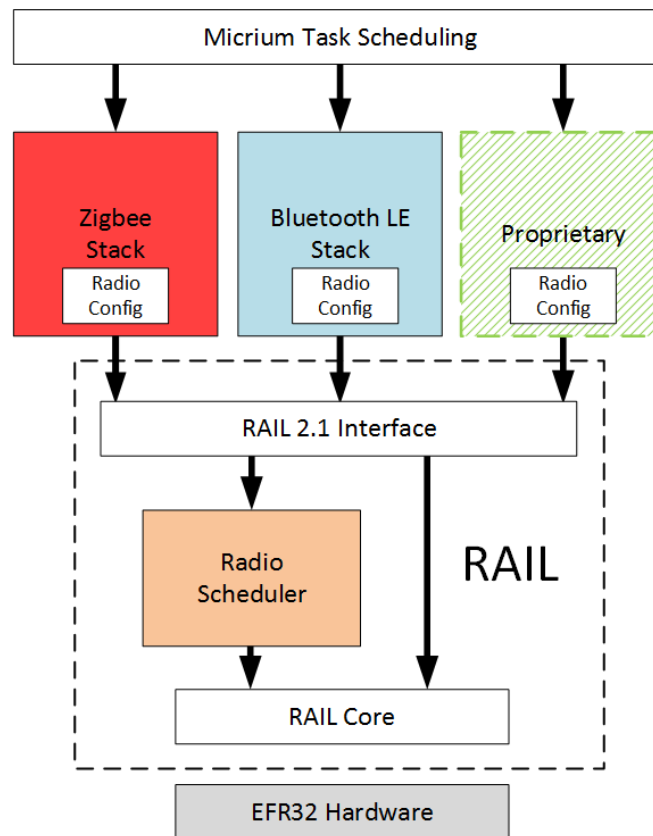 Micrium Task Scheduling
Zigbee
Stack
Radio
Config
Bluetooth LE
Stack
Radio
Config
Proprietary
Radio
Config
RAIL 2.1 Interface
Radio
Scheduler
RAIL
RAIL Core
EFR32 Hardware